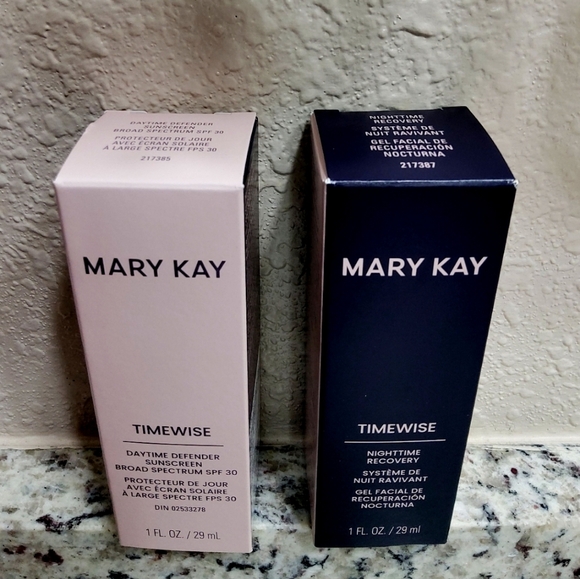 DAYTIME DEFENDER
SUNSCREEN
BROAD SPECTRUM SPF 30
PROTECTEUR DE JOUR
AVEC ÉCRAN SOLAIRE
À LARGE SPECTRE FPS 30
217385
MARY KAY
TIMEWISE
DAYTIME DEFENDER
SUNSCREEN
BROAD SPECTRUM SPF 30
PROTECTEUR DE JOUR
AVEC ÉCRAN SOLAIRE
À LARGE SPECTRE FPS 30
DIN 02533278
1 FL. OZ. / 29 ml
NIGHTTIME
RECOVERY
SYSTÈME DE
NUIT RAVIVANT
GEL FACIAL DE
RECUPERACIÓN
NOCTURNA
217387
MARY KAY
TIMEWISE
NIGHTTIME
RECOVERY
SYSTÈME DE
NUIT RAVIVANT
GEL FACIAL DE
RECUPERACIÓN
NOCTURNA
1 FL. OZ. / 29 ml